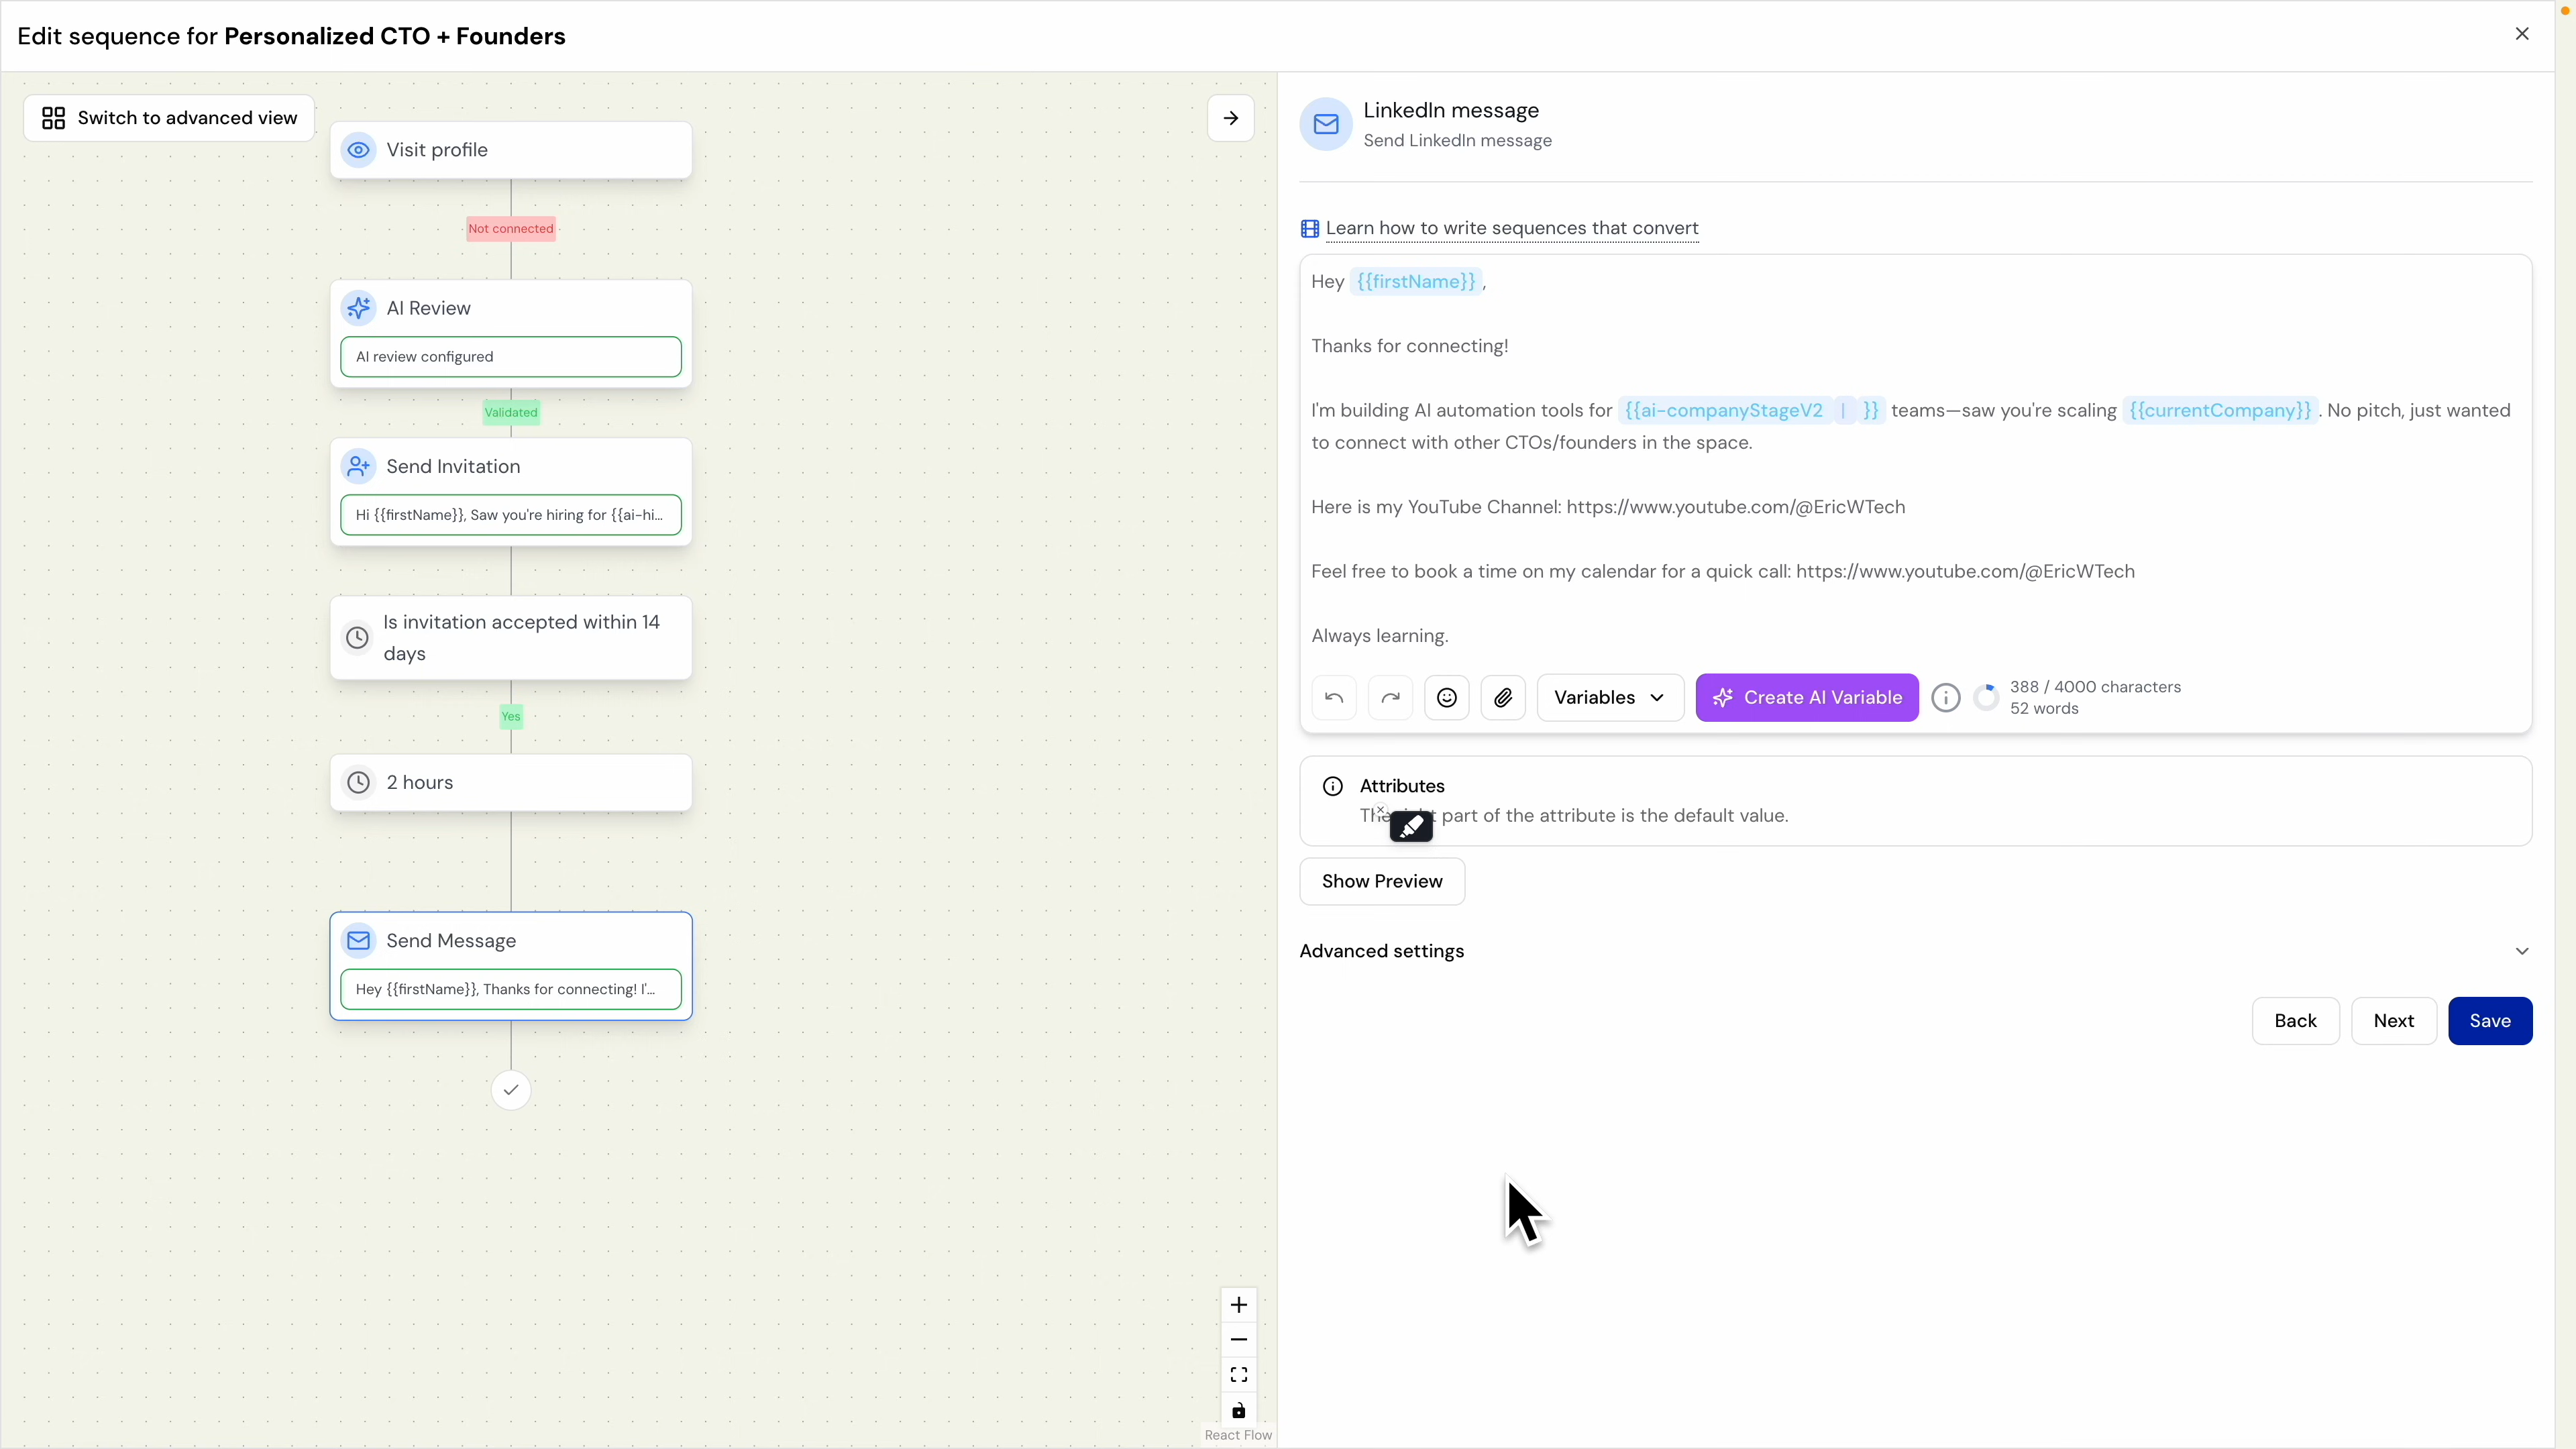 Edit sequence for Personalized CTO + Founders
Switch to advanced view
Visit profile
Not connected
AI Review
AI review configured
Validated
Send Invitation
Hi {{firstName}}, Saw you're hiring for {{ai-hi...
Is invitation accepted within 14
days
Yes
2 hours
Send Message
Hey {{firstName}}, Thanks for connecting! I'...
React Flow
LinkedIn message
Send LinkedIn message
Learn how to write sequences that convert
Hey {{firstName}},
Thanks for connecting!
I'm building AI automation tools for {{ai-companyStageV2 | }} teams—saw you're scaling {{currentCompany}}. No pitch, just wanted
to connect with other CTOs/founders in the space.
Here is my YouTube Channel: https://www.youtube.com/@EricWTech
Feel free to book a time on my calendar for a quick call: https://www.youtube.com/@EricWTech
Always learning.
Variables
Create AI Variable
388 / 4000 characters
52 words
Attributes
part of the attribute is the default value.
Show Preview
Advanced settings
Back
Next
Save